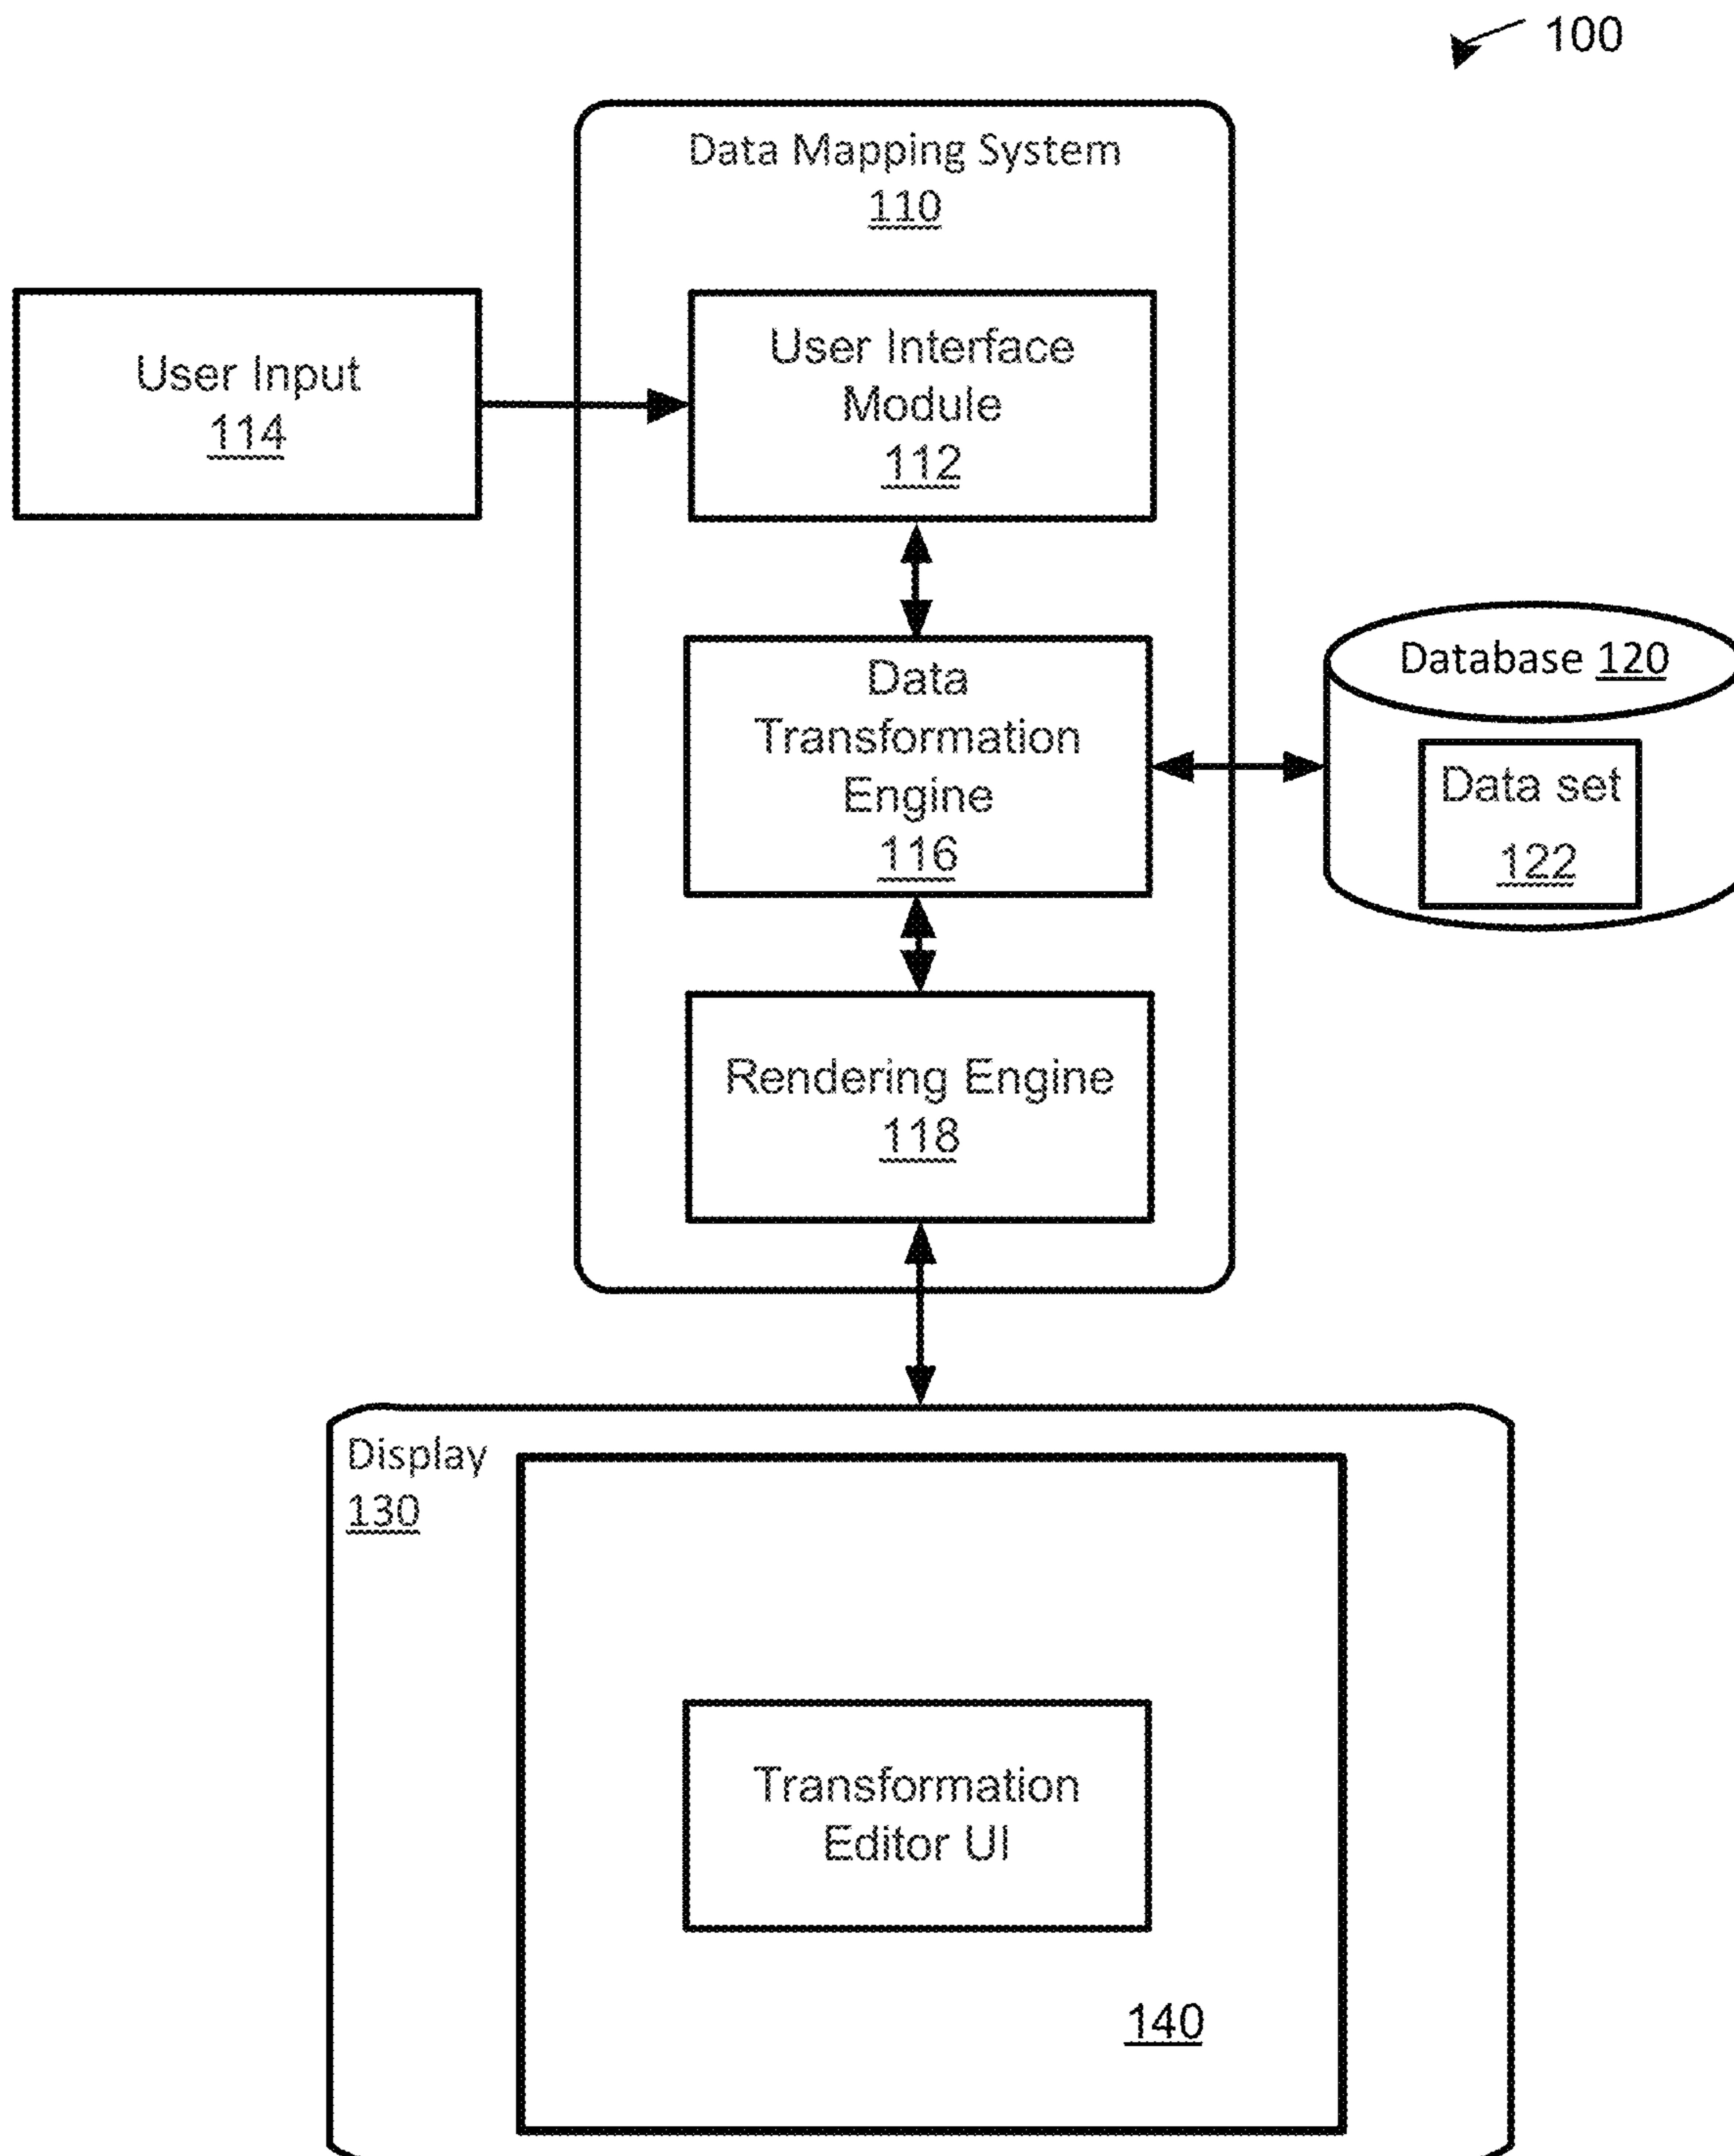 100
Data Mapping System
110
User Input
114
User Interface
Module
112
Data
Transformation
Engine
116
Database 120
Data set
122
Rendering Engine
118
Display
130
Transformation
Editor UI
140